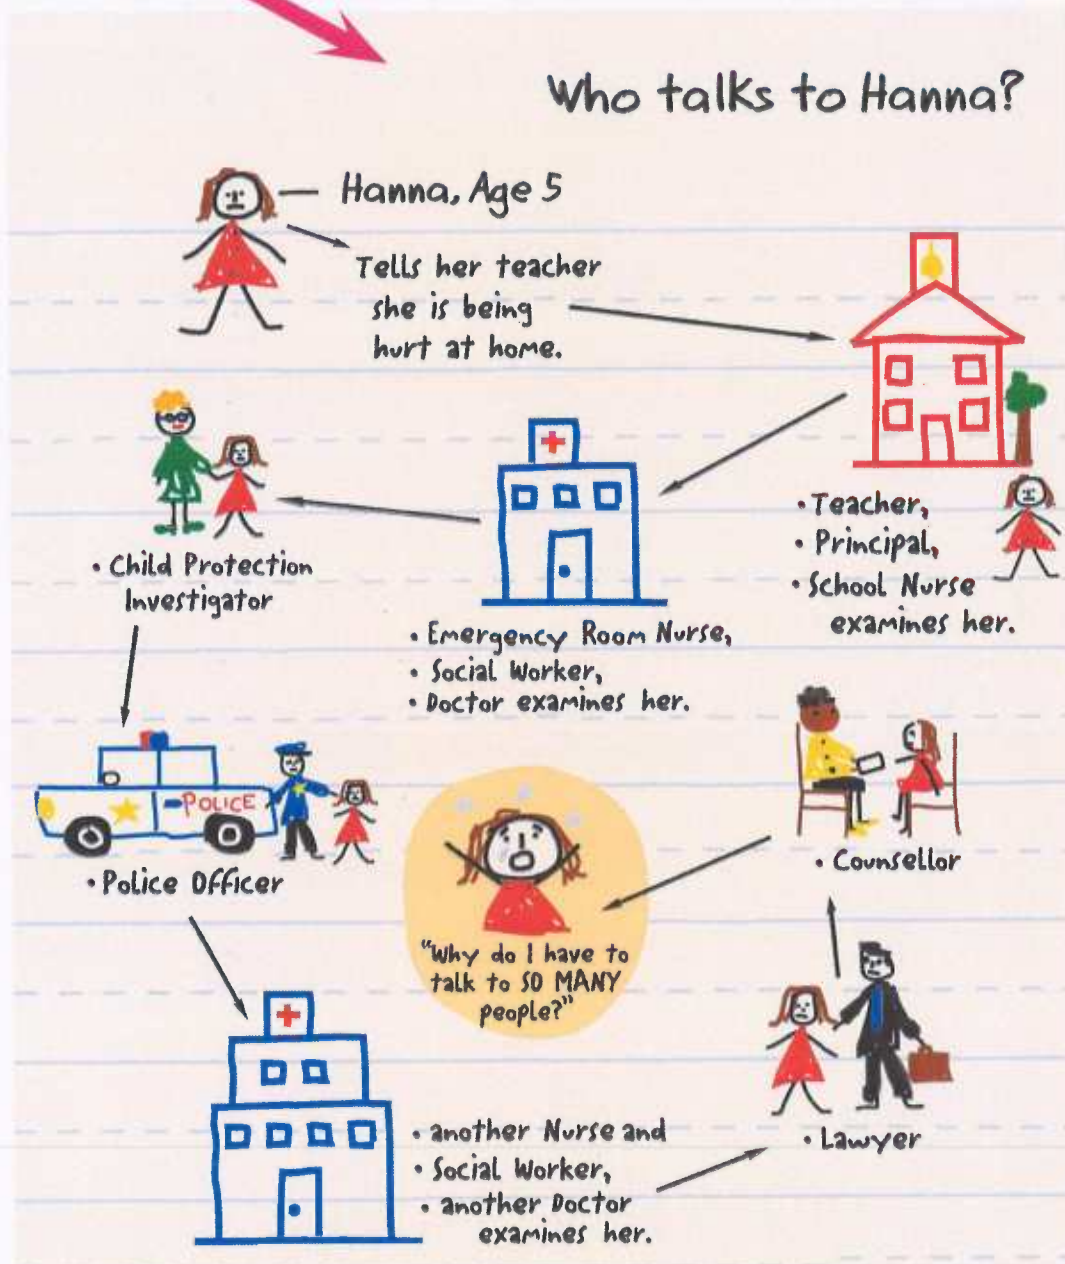 Who talks to Hanna?
Hanna, Age 5
Tells her teacher
she is being
hurt at home.
• Teacher,
• Principal,
• School Nurse
examines her.
• Emergency Room Nurse,
• Social Worker,
• Doctor examines her.
• Child Protection
Investigator
POLICE
• Police Officer
• another Nurse and
• Social Worker,
• another Doctor
examines her.
• Lawyer
• Counsellor
"Why do I have to
talk to SO MANY
people?"